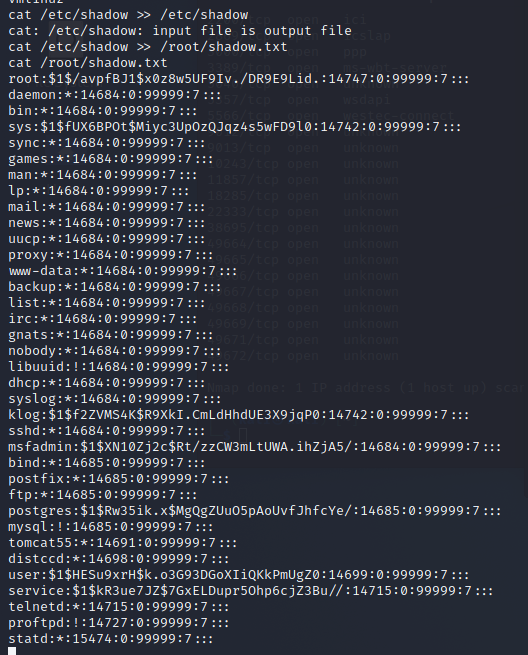 cat /etc/shadow >> /etc/shadow
cat: /etc/shadow: input file is output file
cat /etc/shadow >> /root/shadow.txt
cat /root/shadow.txt
root:$1$/avpfBJ1$x0z8w5UF9Iv./DR9E9Lid.:14747:0:99999:7:::
daemon:*:14684:0:99999:7:::
bin:*:14684:0:99999:7:::
sys:$1$fUX6BPOt$Miyc3UpOzQJqz4s5wFD9l0:14742:0:99999:7:::
sync:*:14684:0:99999:7:::
games:*:14684:0:99999:7:::
man:*:14684:0:99999:7:::
lp:*:14684:0:99999:7:::
mail:*:14684:0:99999:7:::
news:*:14684:0:99999:7:::
uucp:*:14684:0:99999:7:::
proxy:*:14684:0:99999:7:::
www-data:*:14684:0:99999:7:::
backup:*:14684:0:99999:7:::
list:*:14684:0:99999:7:::
irc:*:14684:0:99999:7:::
gnats:*:14684:0:99999:7:::
nobody:*:14684:0:99999:7:::
libuuid:!:14684:0:99999:7:::
dhcp:*:14684:0:99999:7:::
syslog:*:14684:0:99999:7:::
klog:$1$f2ZVMS4K$R9XkI.CmLdHhdUE3X9jqP0:14742:0:99999:7:::
sshd:*:14684:0:99999:7:::
msfadmin:$1$XN10Zj2c$Rt/zzCW3mLtUWA.ihZjA5/:14684:0:99999:7:::
bind:*:14685:0:99999:7:::
postfix:*:14685:0:99999:7:::
ftp:*:14685:0:99999:7:::
postgres:$1$Rw35ik.x$MgQgZUuO5pAoUvfJhfcYe/:14685:0:99999:7:::
mysql:!:14685:0:99999:7:::
tomcat55:*:14691:0:99999:7:::
distccd:*:14698:0:99999:7:::
user:$1$HESu9xrH$k.o3G93DGoXIiQKkPmUgZ0:14699:0:99999:7:::
service:$1$kR3ue7JZ$7GxELDupr5Ohp6cjZ3Bu//:14715:0:99999:7:::
telnetd:*:14715:0:99999:7:::
proftpd:!:14727:0:99999:7:::
statd:*:15474:0:99999:7:::